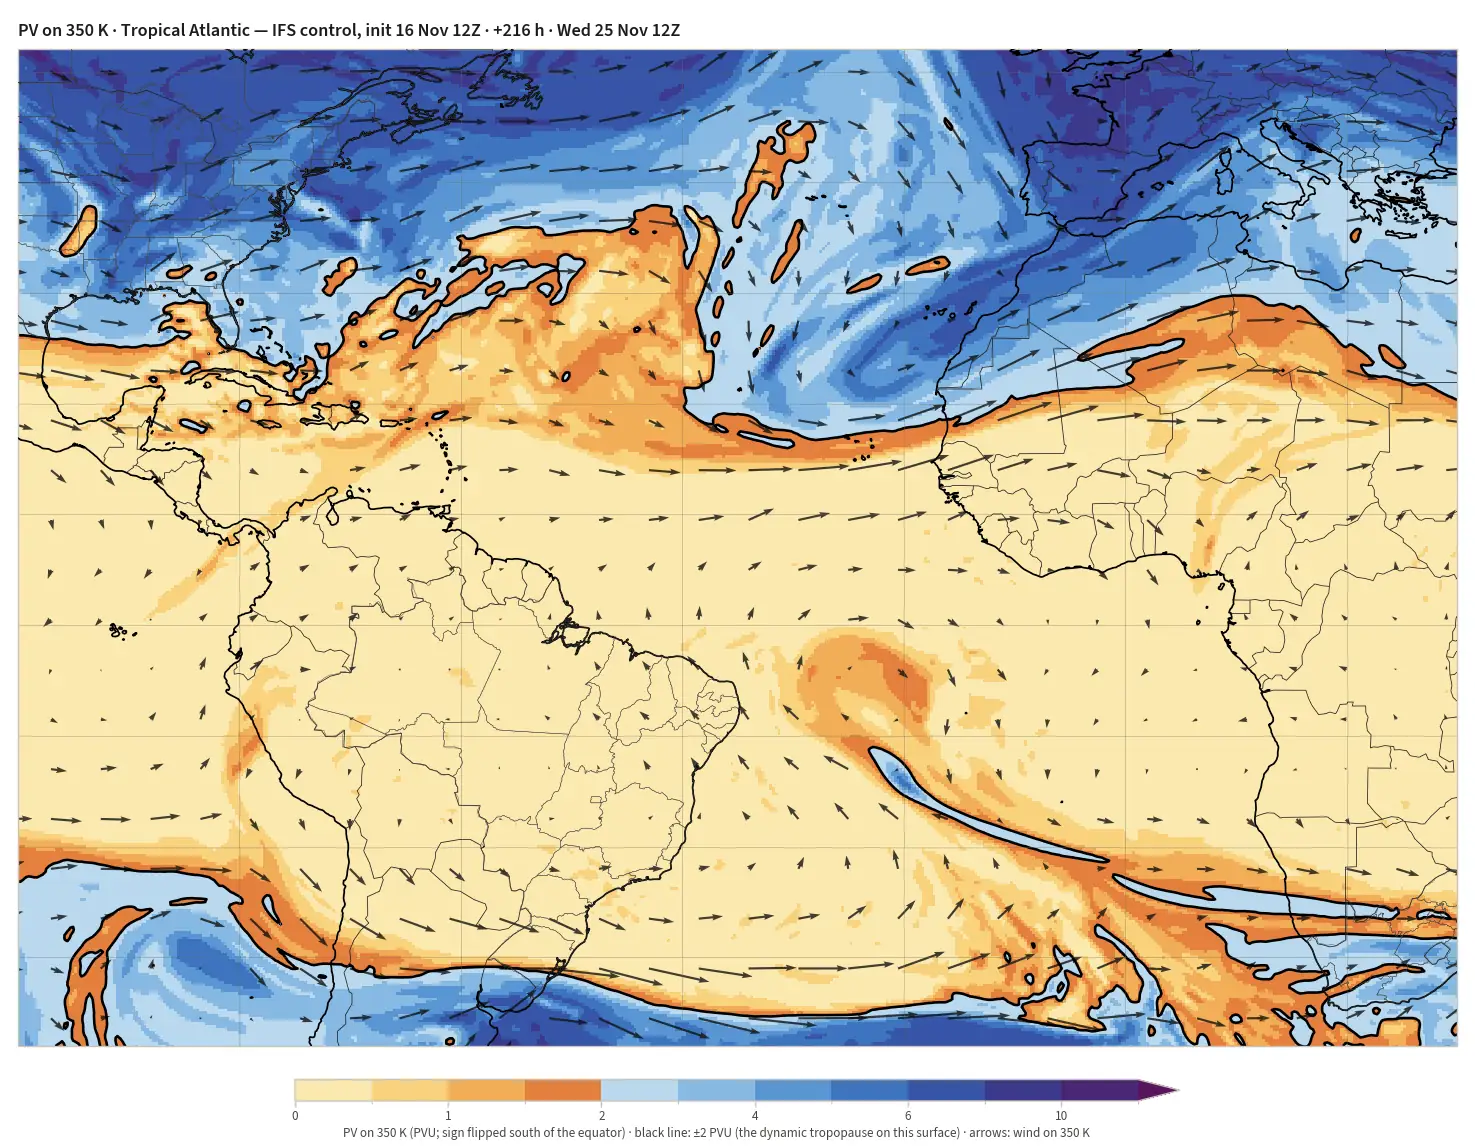 PV on 350 K · Tropical Atlantic — IFS control, init 16 Nov 12Z · +216 h · Wed 25 Nov 12Z
0 1 2 4 6 10
PV on 350 K (PVU; sign flipped south of the equator) · black line: ±2 PVU (the dynamic tropopause on this surface) · arrows: wind on 350 K